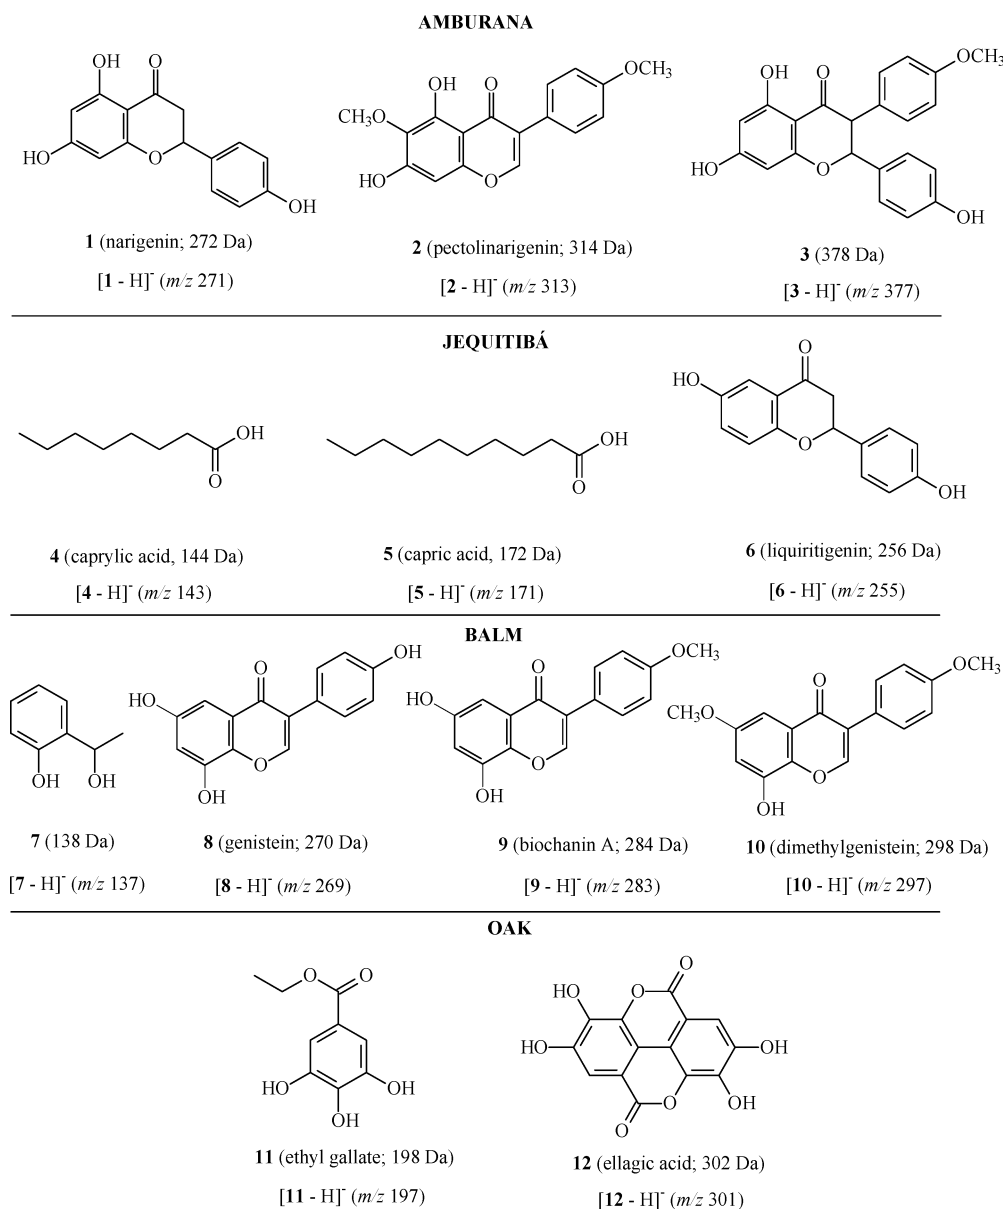 AMBURANA
OH O
HO O
OH
1 (narigenin; 272 Da)
[1 - H]⁻ (m/z 271)
OCH₃
OH O
CH₃O
HO O
2 (pectolinarigenin; 314 Da)
[2 - H]⁻ (m/z 313)
OCH₃
OH O
HO O
OH
3 (378 Da)
[3 - H]⁻ (m/z 377)
JEQUITIBÁ
OH
O
4 (caprylic acid, 144 Da)
[4 - H]⁻ (m/z 143)
OH
O
5 (capric acid, 172 Da)
[5 - H]⁻ (m/z 171)
O
HO
O
OH
6 (liquiritigenin; 256 Da)
[6 - H]⁻ (m/z 255)
BALM
OH OH
7 (138 Da)
[7 - H]⁻ (m/z 137)
OH
O
HO
O
OH
8 (genistein; 270 Da)
[8 - H]⁻ (m/z 269)
OCH₃
O
HO
O
OH
9 (biochanin A; 284 Da)
[9 - H]⁻ (m/z 283)
OCH₃
O
CH₃O
O
OH
10 (dimethylgenistein; 298 Da)
[10 - H]⁻ (m/z 297)
OAK
O O
HO OH
OH
11 (ethyl gallate; 198 Da)
[11 - H]⁻ (m/z 197)
O
HO O
HO OH
O OH
O
12 (ellagic acid; 302 Da)
[12 - H]⁻ (m/z 301)